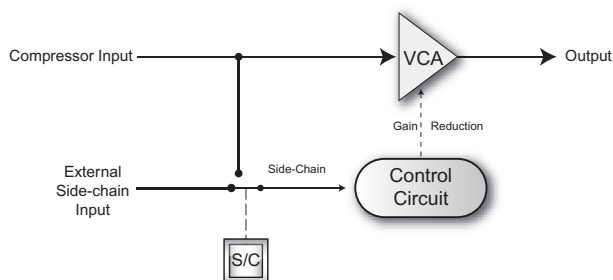 Compressor Input
VCA
Output
Gain Reduction
External
Side-chain
Input
Side-Chain
Control
Circuit
S/C